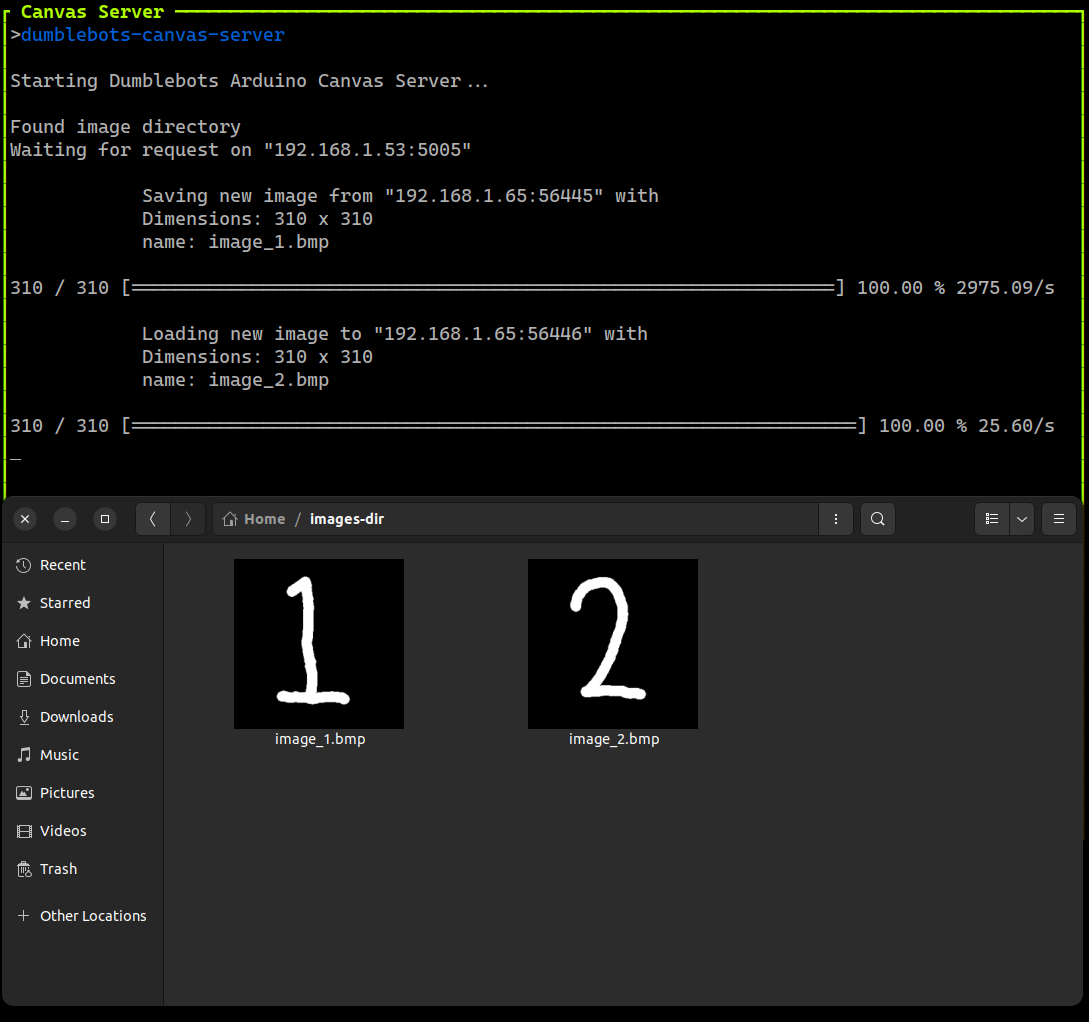 Canvas Server
>dumblebots-canvas-server
Starting Dumblebots Arduino Canvas Server...
Found image directory
Waiting for request on "192.168.1.53:5005"
Saving new image from "192.168.1.65:56445" with
Dimensions: 310 x 310
name: image_1.bmp
310 / 310 [════════════════════════════════════════════════════════════════] 100.00 % 2975.09/s
Loading new image to "192.168.1.65:56446" with
Dimensions: 310 x 310
name: image_2.bmp
310 / 310 [══════════════════════════════════════════════════════════════════] 100.00 % 25.60/s
_
Home / images-dir
Recent
Starred
Home
Documents
Downloads
Music
Pictures
Videos
Trash
+ Other Locations
1
image_1.bmp
2
image_2.bmp